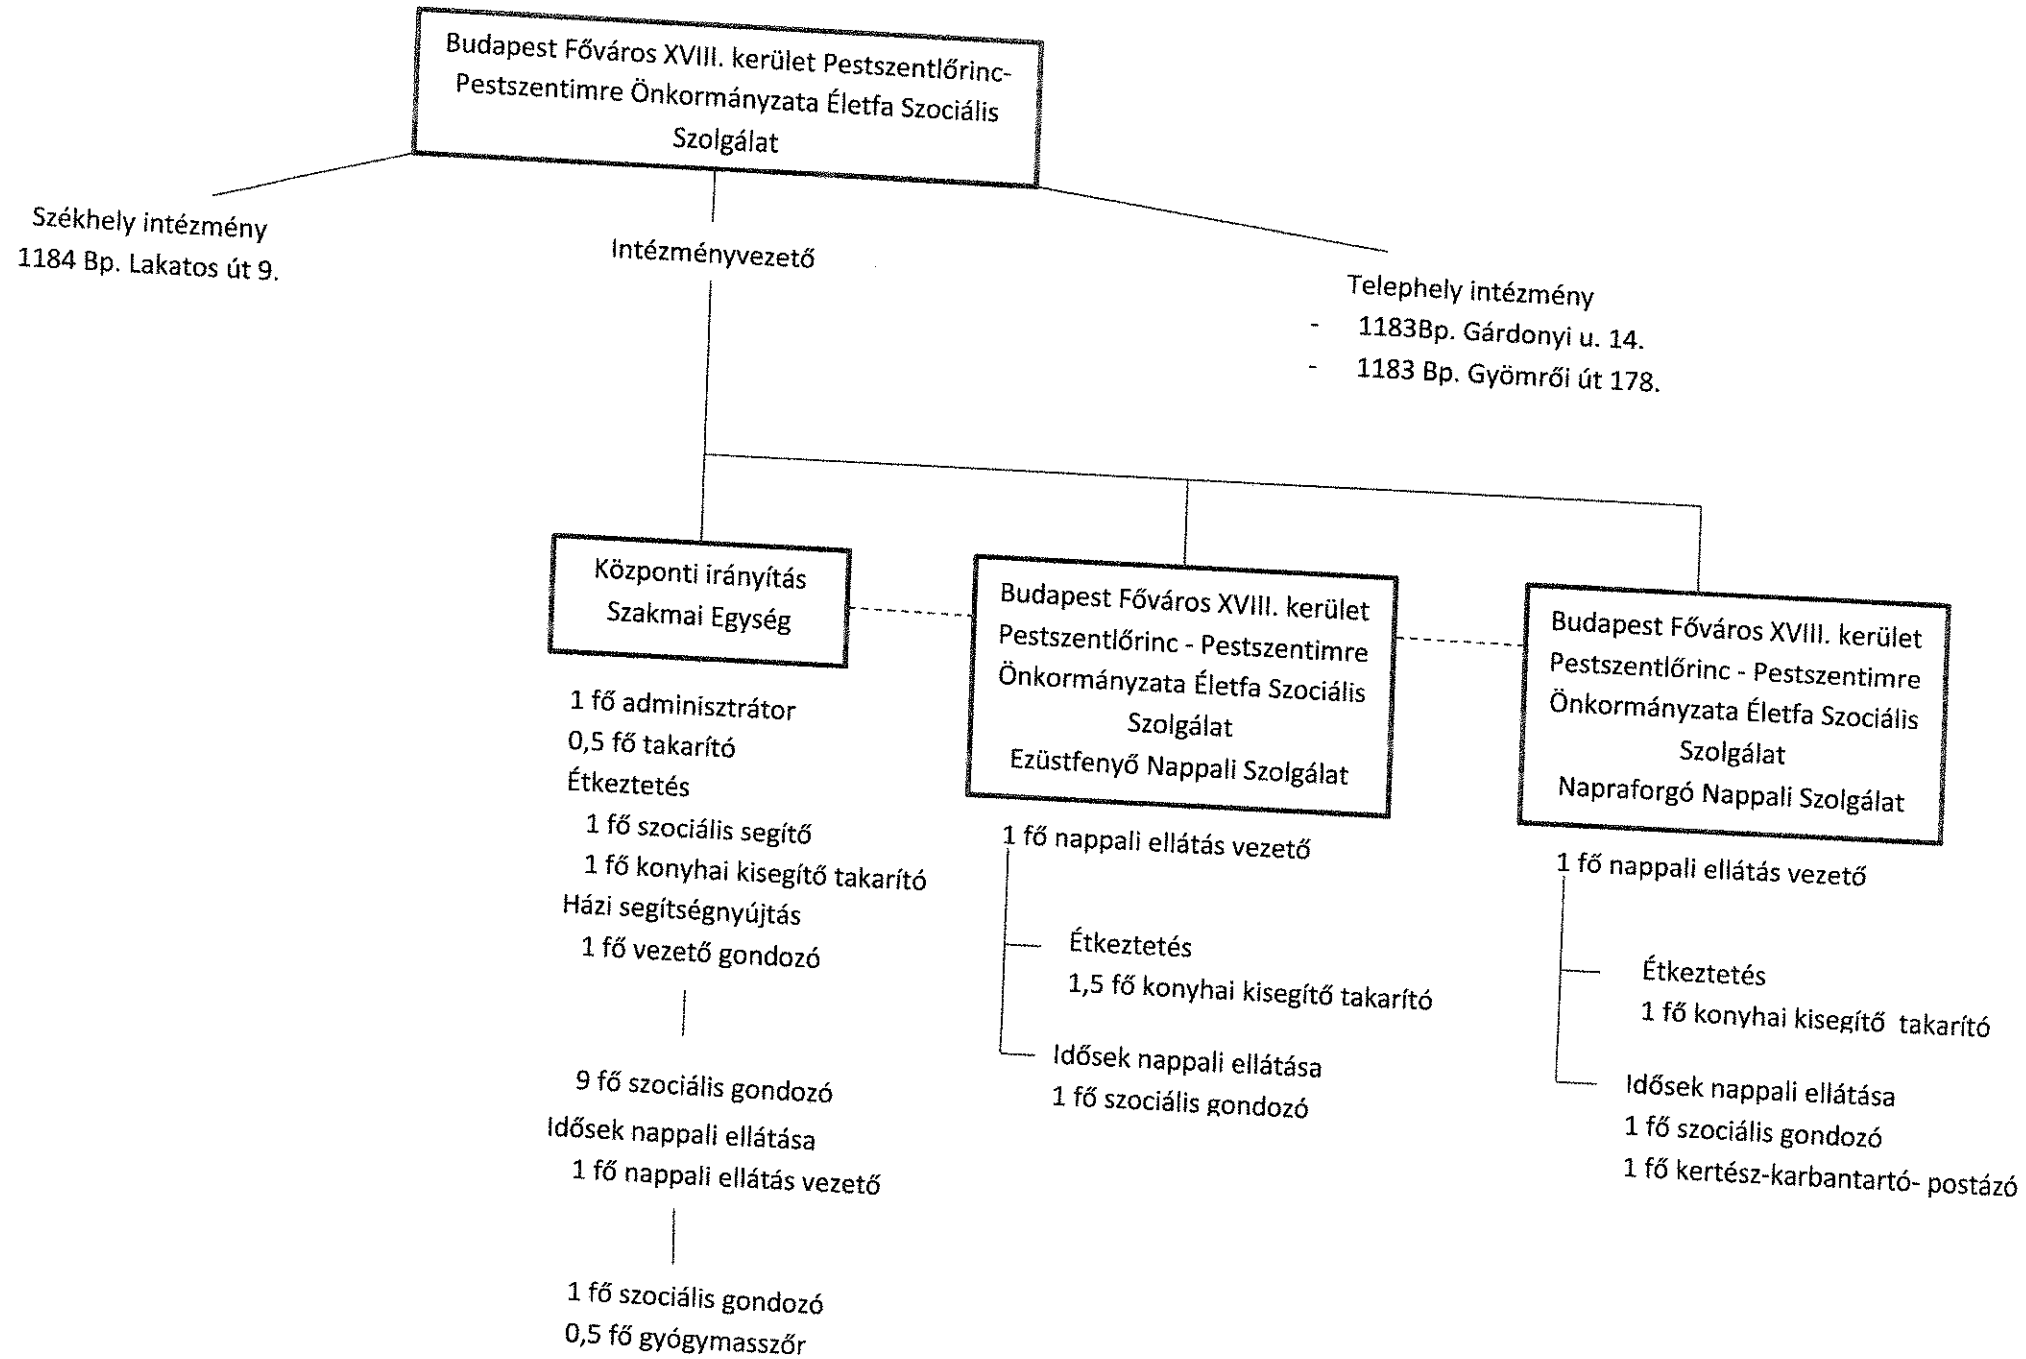 Budapest Főváros XVIII. kerület Pestszentlőrinc-
Pestszentimre Önkormányzata Életfa Szociális
Szolgálat
Székhely intézmény
1184 Bp. Lakatos út 9.
Intézményvezető
Telephely intézmény
- 1183Bp. Gárdonyi u. 14.
- 1183 Bp. Gyömrői út 178.
Központi irányítás
Szakmai Egység
1 fő adminisztrátor
0,5 fő takarító
Étkeztetés
1 fő szociális segítő
1 fő konyhai kisegítő takarító
Házi segítségnyújtás
1 fő vezető gondozó
9 fő szociális gondozó
Idősek nappali ellátása
1 fő nappali ellátás vezető
1 fő szociális gondozó
0,5 fő gyógymasszőr
Budapest Főváros XVIII. kerület
Pestszentlőrinc - Pestszentimre
Önkormányzata Életfa Szociális
Szolgálat
Ezüstfenyő Nappali Szolgálat
1 fő nappali ellátás vezető
Étkeztetés
1,5 fő konyhai kisegítő takarító
Idősek nappali ellátása
1 fő szociális gondozó
Budapest Főváros XVIII. kerület
Pestszentlőrinc - Pestszentimre
Önkormányzata Életfa Szociális
Szolgálat
Napraforgó Nappali Szolgálat
1 fő nappali ellátás vezető
Étkeztetés
1 fő konyhai kisegítő takarító
Idősek nappali ellátása
1 fő szociális gondozó
1 fő kertész-karbantartó- postázó